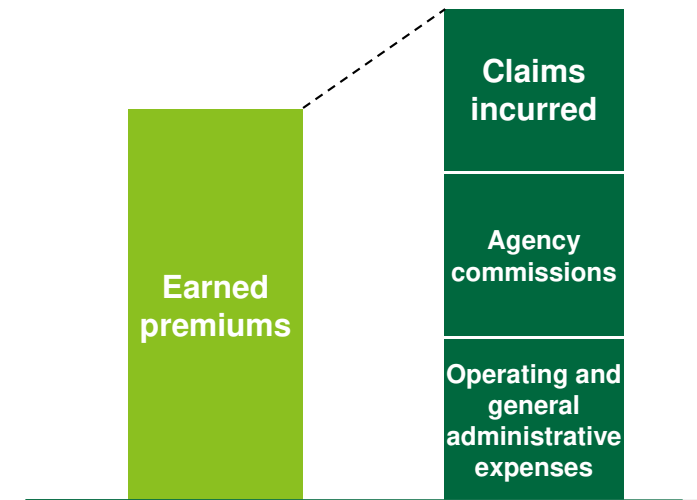 Earned
premiums
Claims
incurred
Agency
commissions
Operating and
general
administrative
expenses